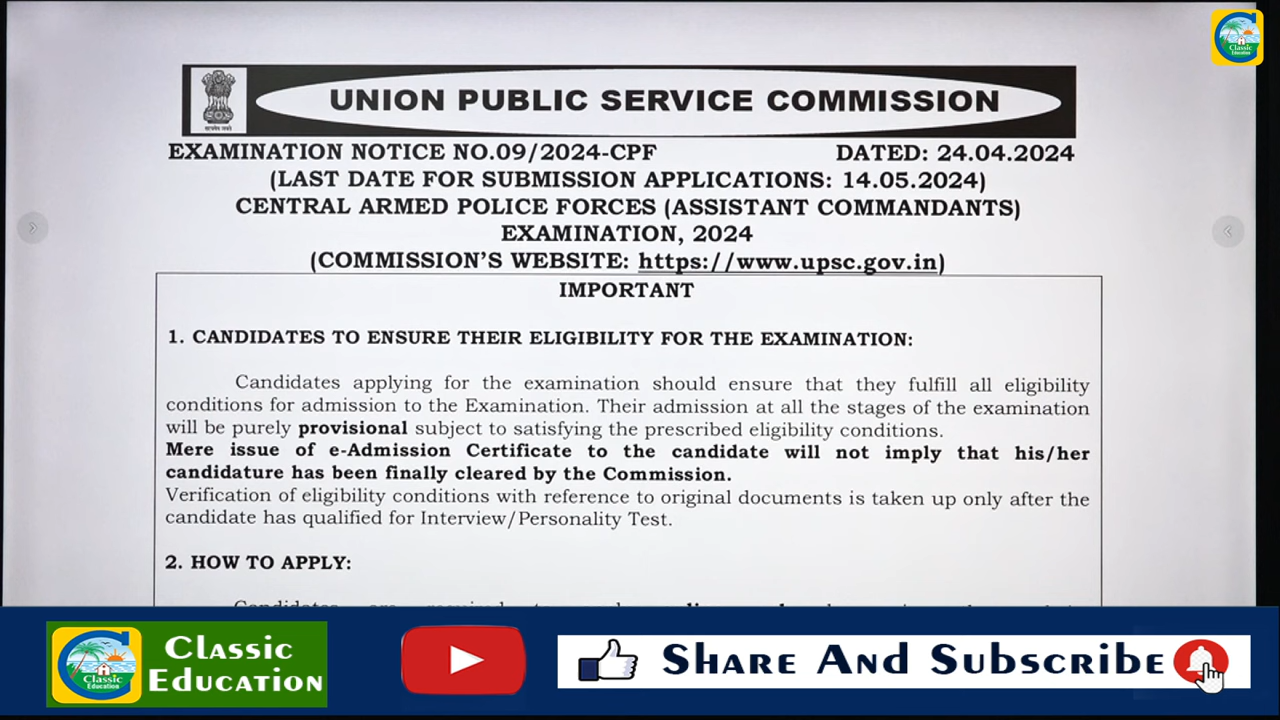 Classic
Education
सत्यमेव जयते
UNION PUBLIC SERVICE COMMISSION
EXAMINATION NOTICE NO.09/2024-CPF DATED: 24.04.2024
(LAST DATE FOR SUBMISSION APPLICATIONS: 14.05.2024)
CENTRAL ARMED POLICE FORCES (ASSISTANT COMMANDANTS)
EXAMINATION, 2024
(COMMISSION'S WEBSITE: https://www.upsc.gov.in)
IMPORTANT
1. CANDIDATES TO ENSURE THEIR ELIGIBILITY FOR THE EXAMINATION:
Candidates applying for the examination should ensure that they fulfill all eligibility
conditions for admission to the Examination. Their admission at all the stages of the examination
will be purely provisional subject to satisfying the prescribed eligibility conditions.
Mere issue of e-Admission Certificate to the candidate will not imply that his/her
candidature has been finally cleared by the Commission.
Verification of eligibility conditions with reference to original documents is taken up only after the
candidate has qualified for Interview/Personality Test.
2. HOW TO APPLY:
Classic
Education
Classic
Education
Share And Subscribe